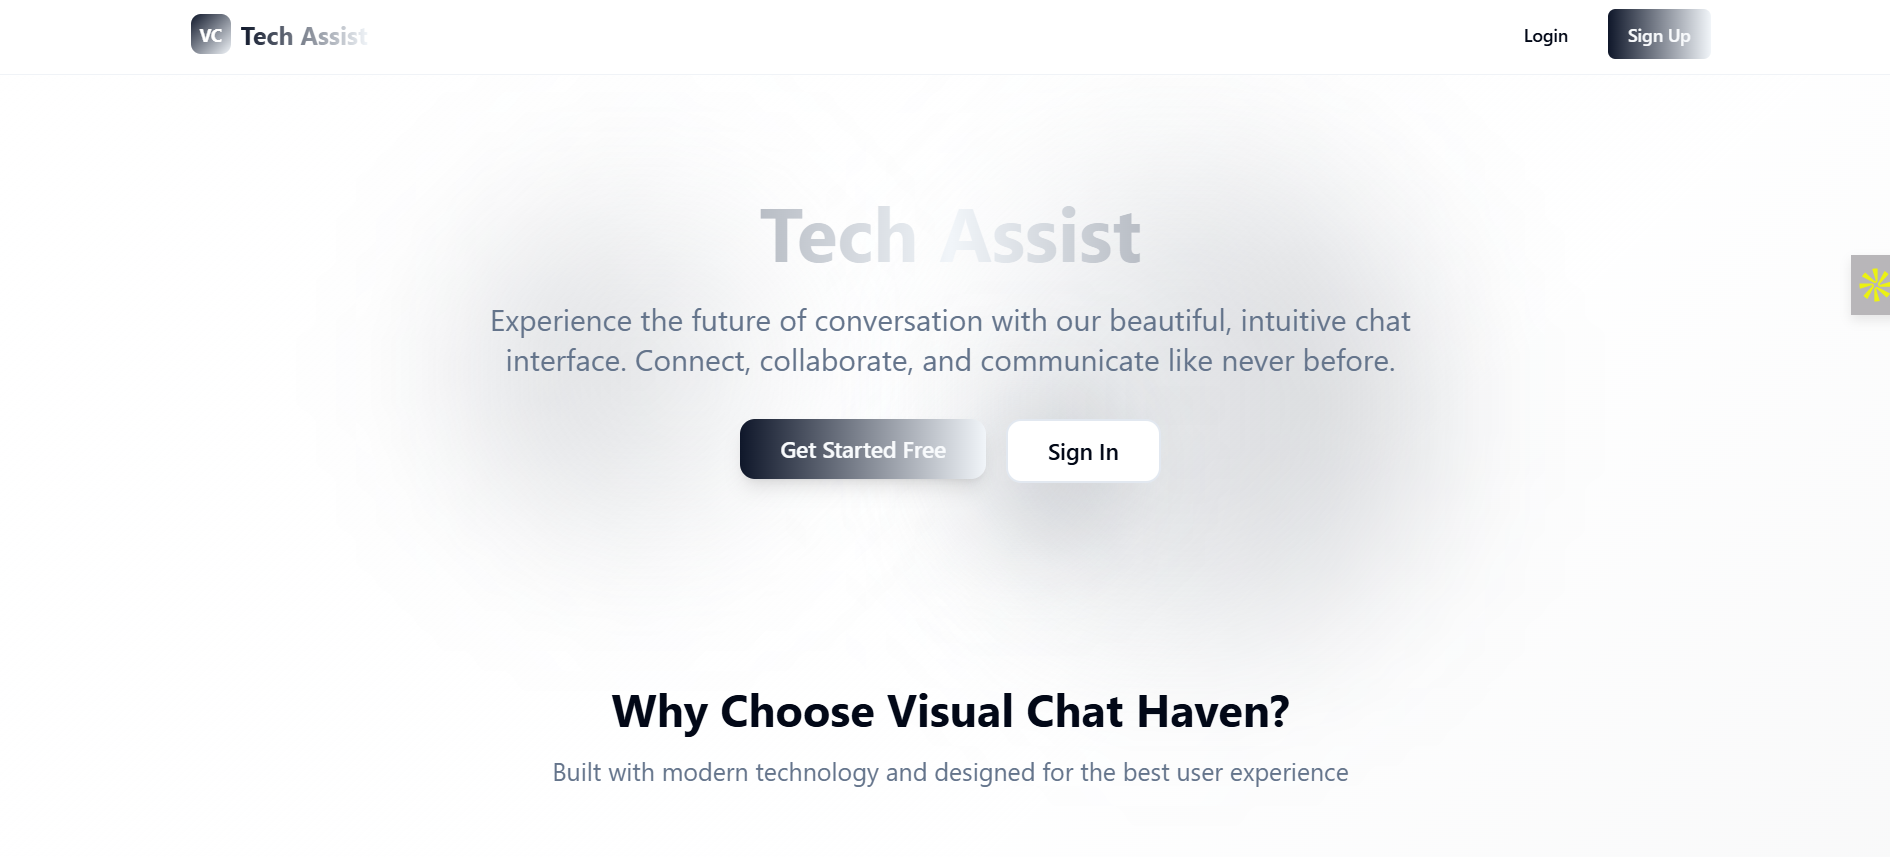 VC Tech Assist
Login
Sign Up
Tech Assist
Experience the future of conversation with our beautiful, intuitive chat
interface. Connect, collaborate, and communicate like never before.
Get Started Free
Sign In
Why Choose Visual Chat Haven?
Built with modern technology and designed for the best user experience